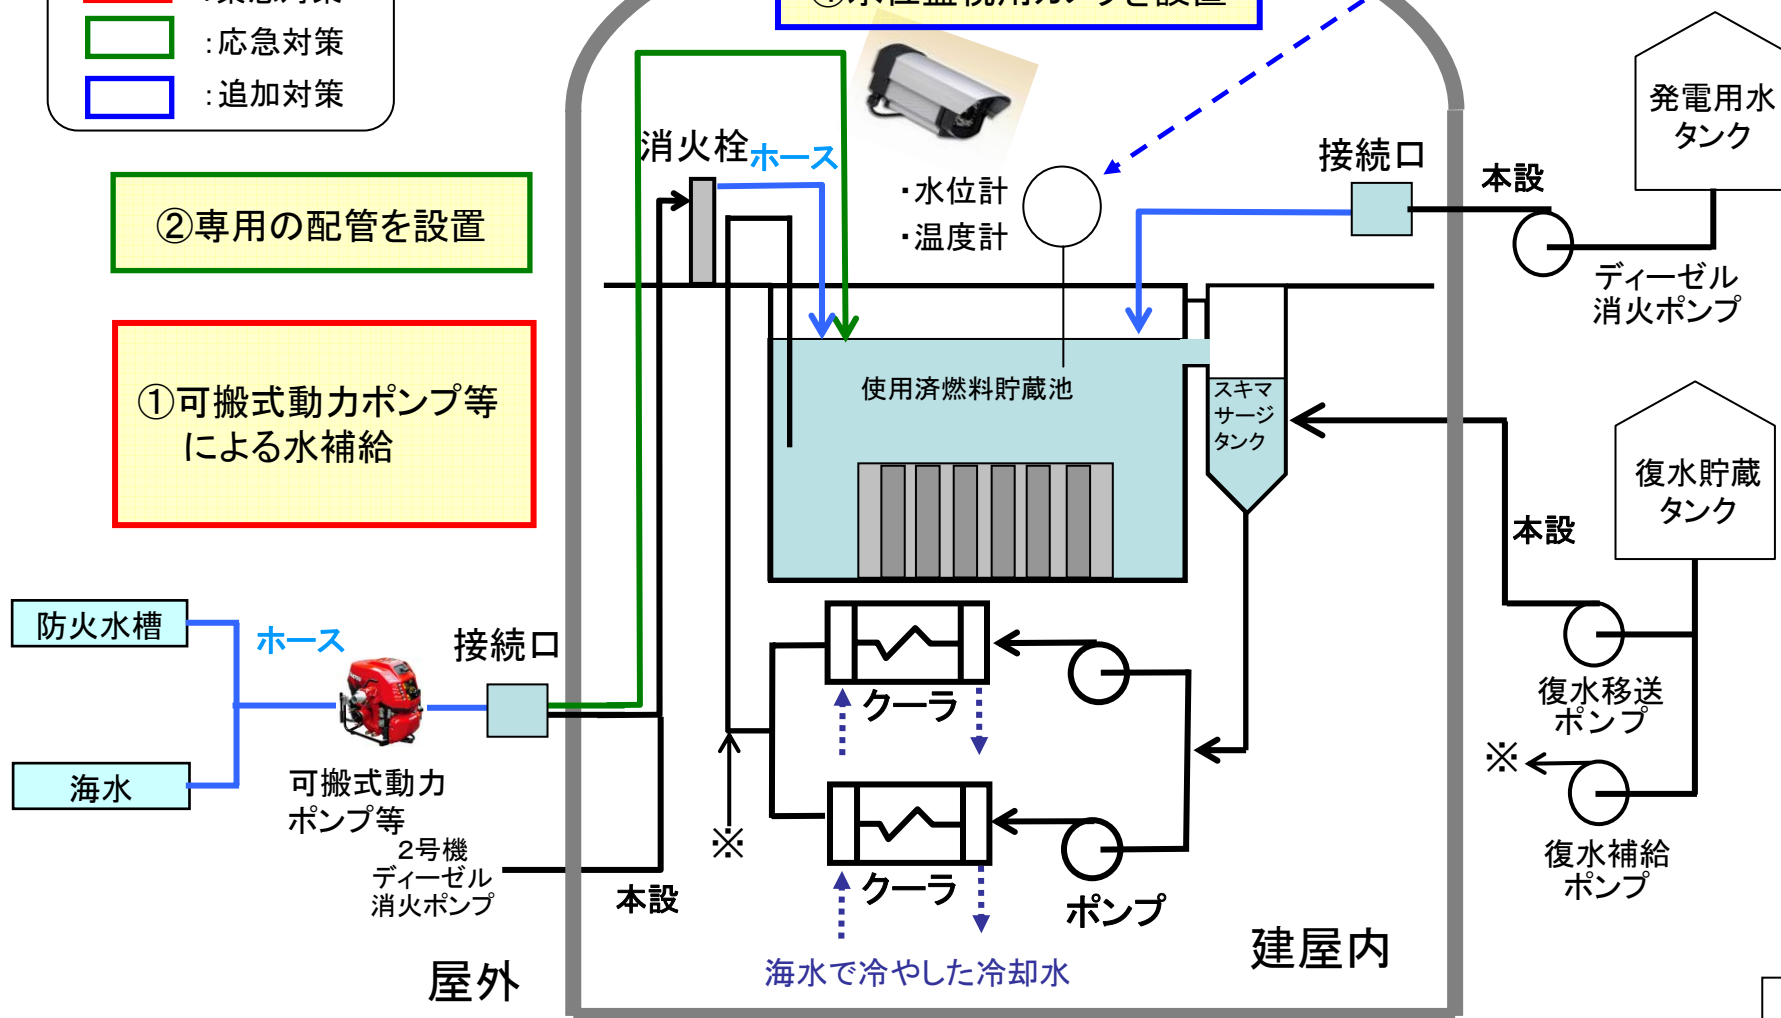 :応急対策
:追加対策
②専用の配管を設置
①可搬式動力ポンプ等
による水補給
消火栓
ホース
・水位計
・温度計
接続口
本設
発電用水
タンク
ディーゼル
消火ポンプ
使用済燃料貯蔵池
スキマ
サージ
タンク
復水貯蔵
タンク
本設
防火水槽
ホース
接続口
海水
可搬式動力
ポンプ等
2号機
ディーゼル
消火ポンプ
本設
※
クーラ
クーラ
ポンプ
海水で冷やした冷却水
復水移送
ポンプ
※
復水補給
ポンプ
屋外
建屋内